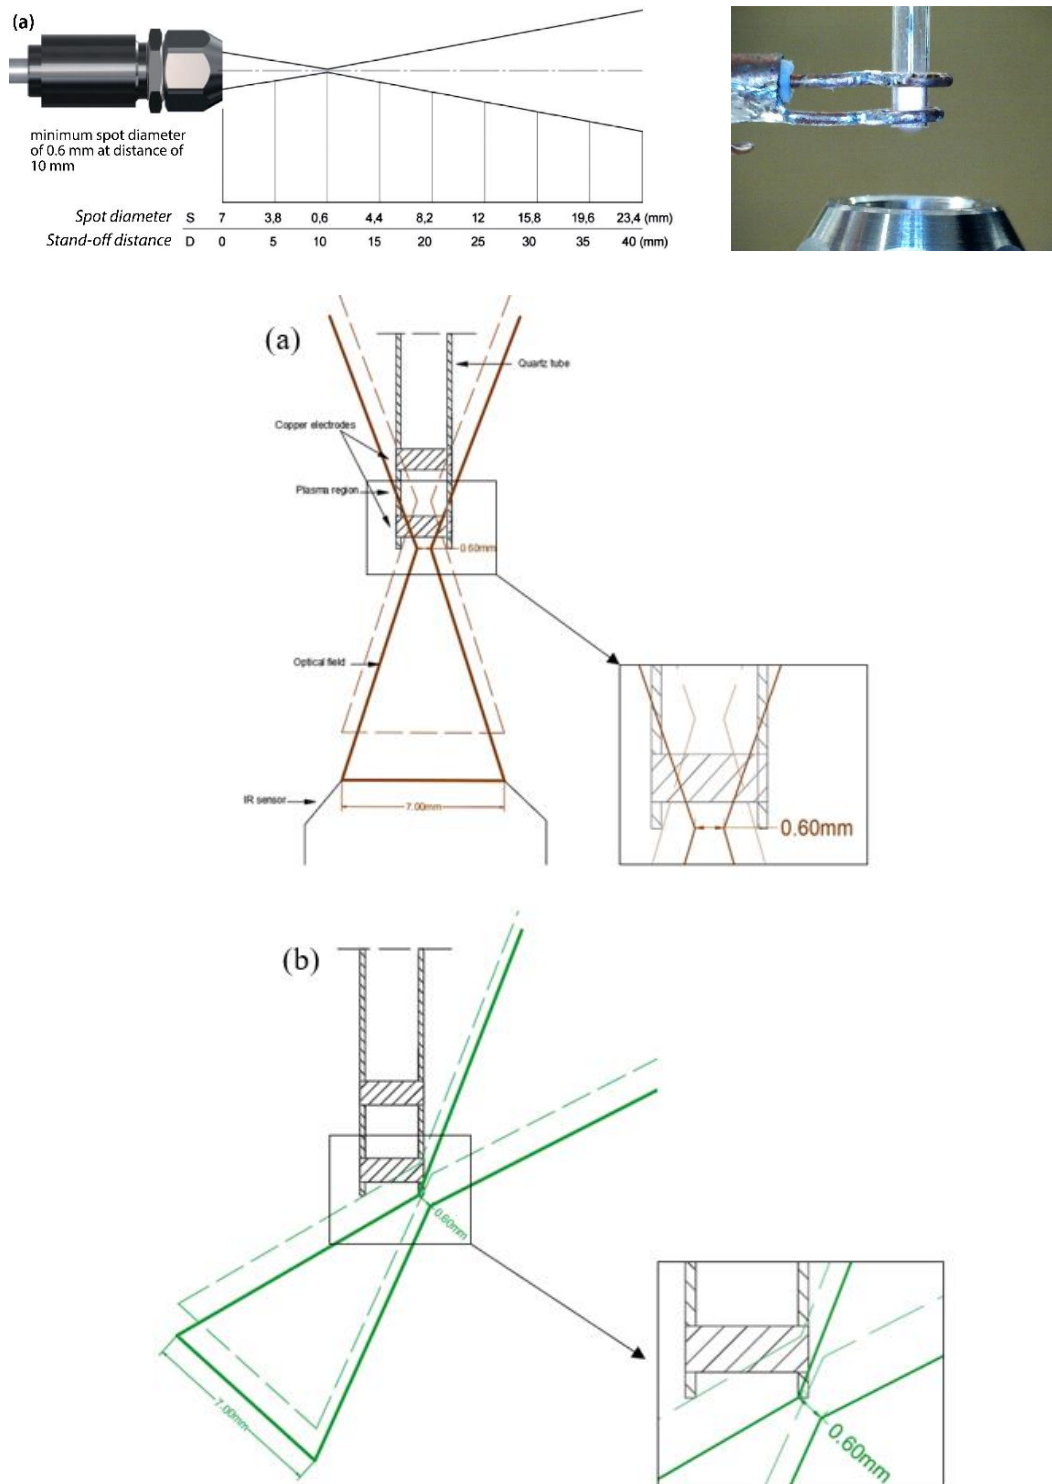 (a)
minimum spot diameter
of 0.6 mm at distance of
10 mm
Spot diameter S 7 3,8 0,6 4,4 8,2 12 15,8 19,6 23,4 (mm)
Stand-off distance D 0 5 10 15 20 25 30 35 40 (mm)
(a)
Quartz tube
Copper electrodes
Plasma region
0.60mm
Optical field
IR sensor
7.00mm
0.60mm
(b)
0.60mm
7.00mm
0.60mm